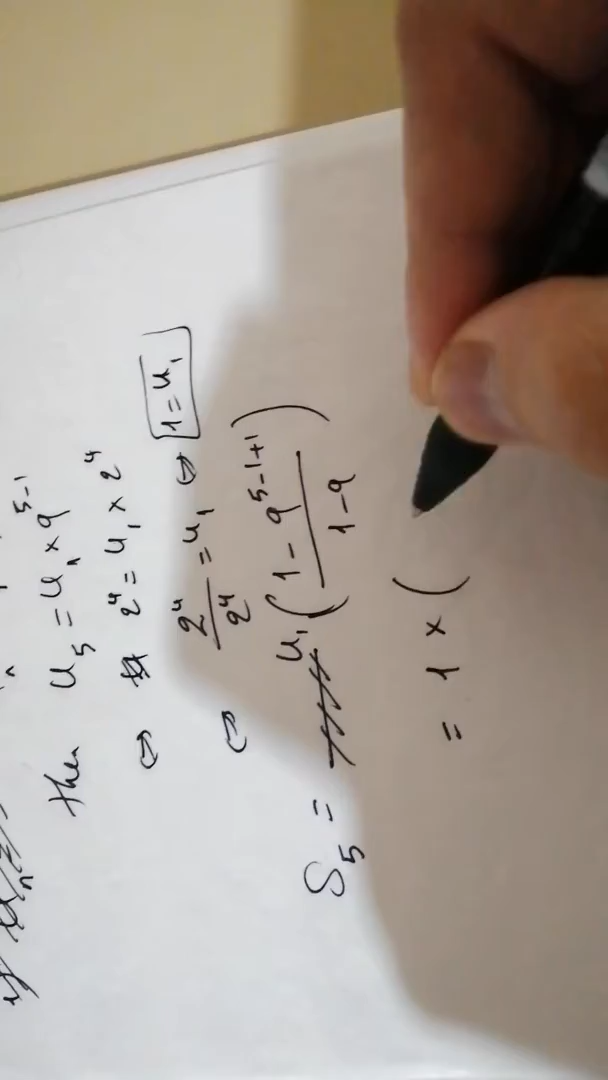 then U₅ = Uₙ × q⁵⁻¹
⇔ 2⁴ = U₁ × 2⁴
⇔ 2⁴/2⁴ = U₁ ⇔ 1 = U₁
S₅ = U₁ ( (1 - q⁵⁻¹⁺¹) / (1 - q) )
= 1 × (